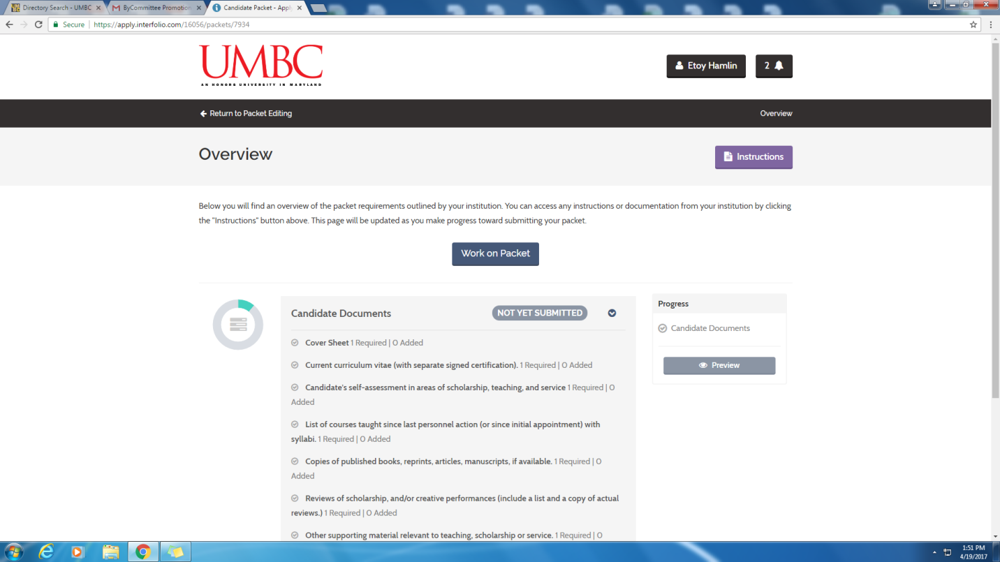 Directory Search - UMBC
ByCommittee Promotion
Candidate Packet - Apply
Secure | https://apply.interfolio.com/16056/packets/7934
UMBC
AN HONORS UNIVERSITY IN MARYLAND
Etoy Hamlin
2
Return to Packet Editing
Overview
Overview
Instructions
Below you will find an overview of the packet requirements outlined by your institution. You can access any instructions or documentation from your institution by clicking
the "Instructions" button above. This page will be updated as you make progress toward submitting your packet.
Work on Packet
Candidate Documents
NOT YET SUBMITTED
Cover Sheet 1 Required | 0 Added
Current curriculum vitae (with separate signed certification). 1 Required | 0 Added
Candidate's self-assessment in areas of scholarship, teaching, and service 1 Required | 0
Added
List of courses taught since last personnel action (or since initial appointment) with
syllabi. 1 Required | 0 Added
Copies of published books, reprints, articles, manuscripts, if available. 1 Required | 0
Added
Reviews of scholarship, and/or creative performances (include a list and a copy of actual
reviews.) 1 Required | 0 Added
Other supporting material relevant to teaching, scholarship or service. 1 Required | 0
Progress
Candidate Documents
Preview
1:51 PM
4/19/2017